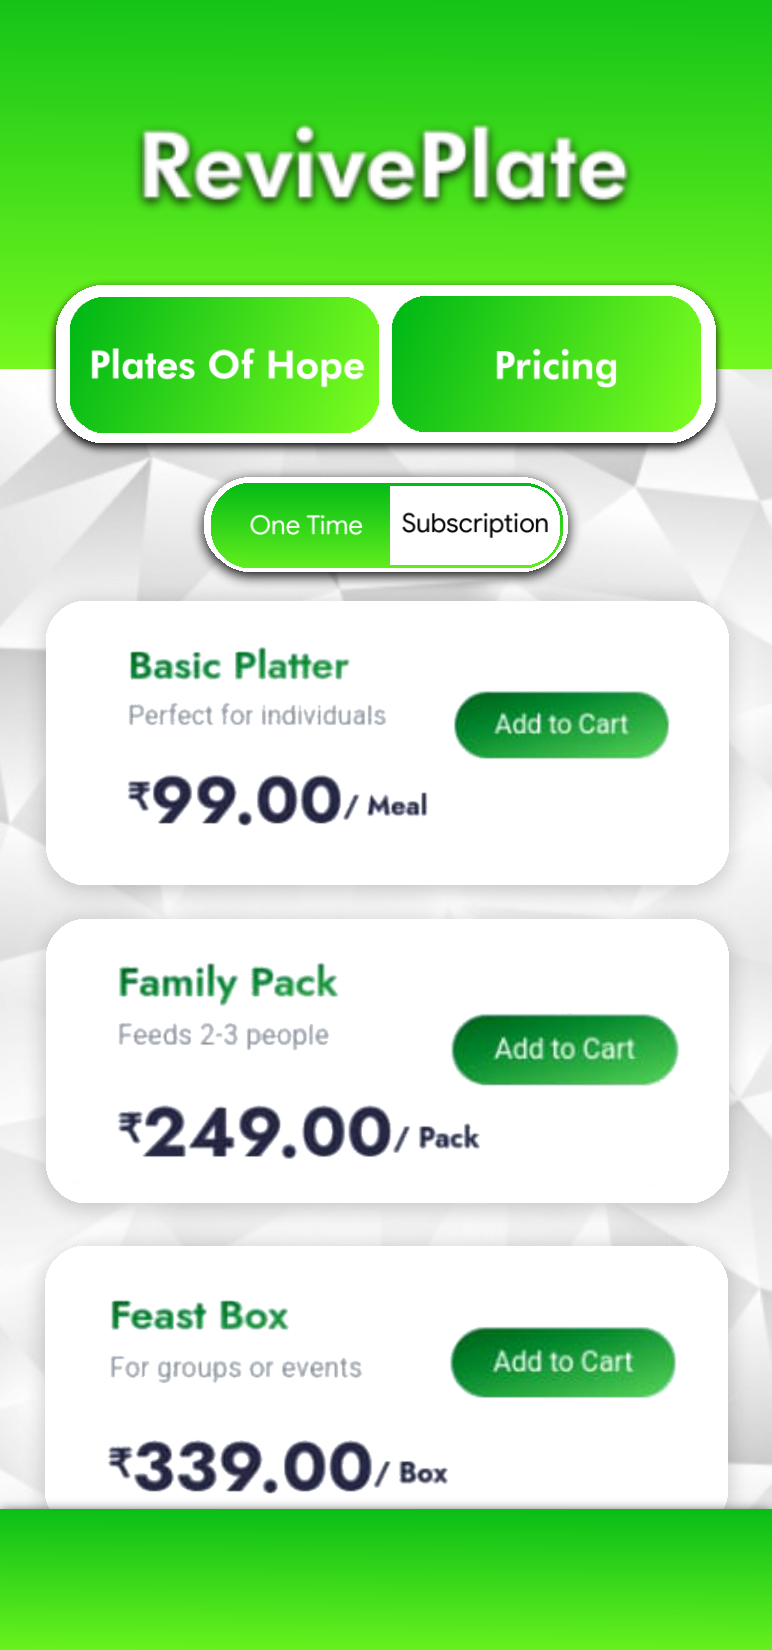 RevivePlate
Plates Of Hope
Pricing
One Time
Subscription
Basic Platter
Perfect for individuals
Add to Cart
₹99.00/ Meal
Family Pack
Feeds 2-3 people
Add to Cart
₹249.00/ Pack
Feast Box
For groups or events
Add to Cart
₹339.00/ Box